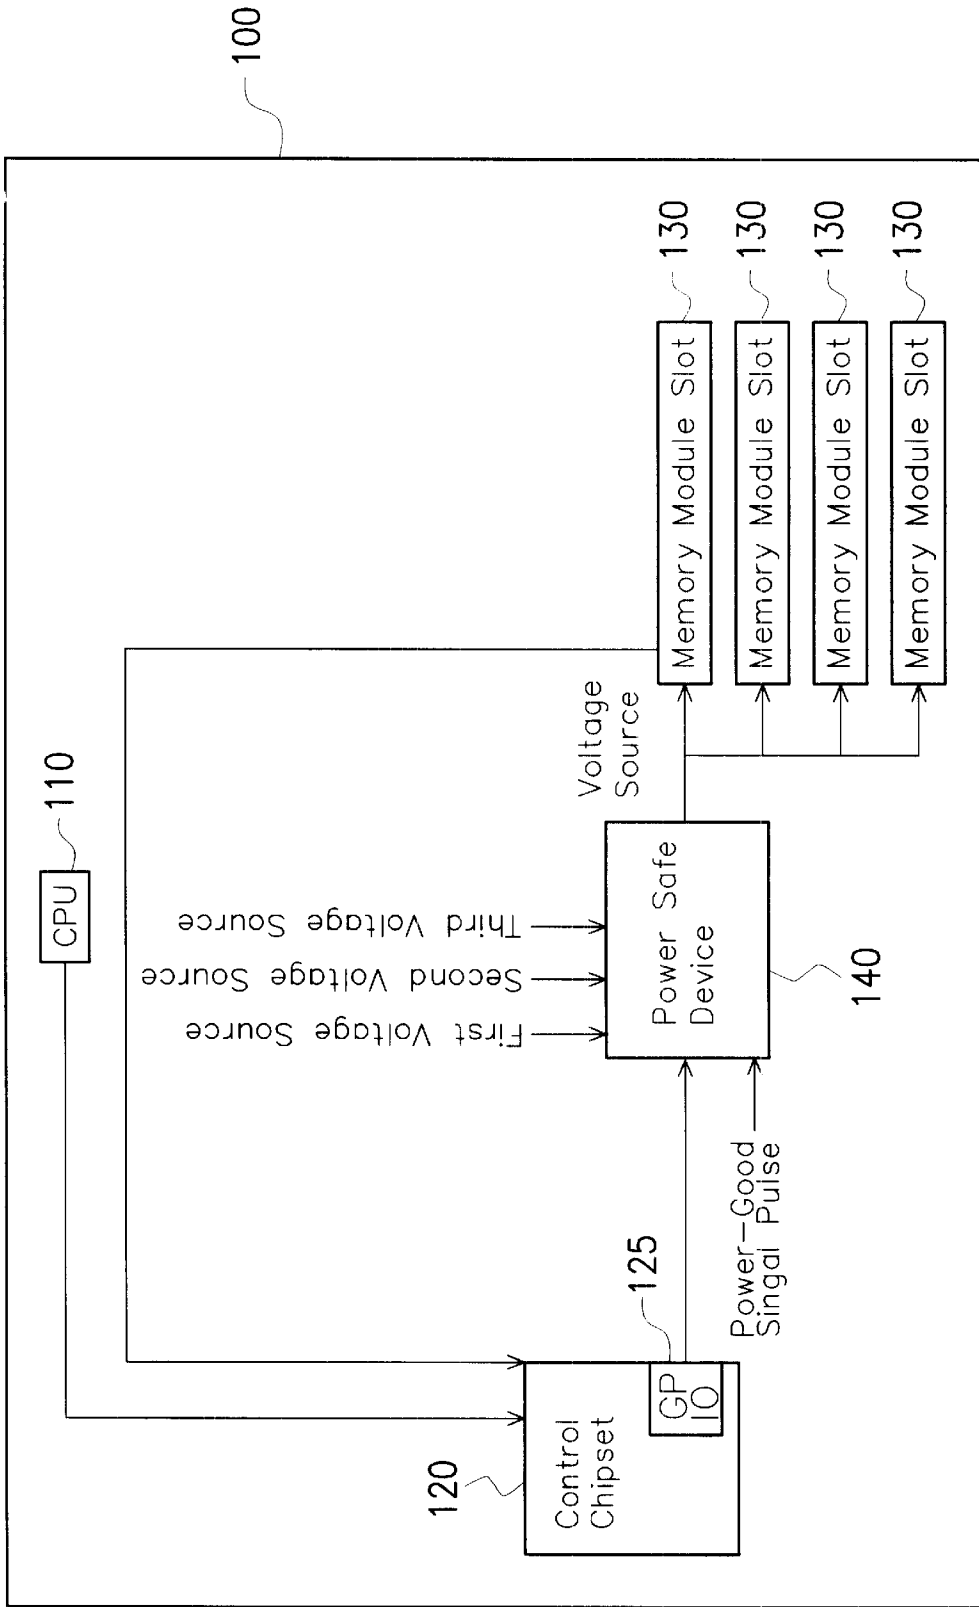 100
CPU
110
First Voltage Source
Second Voltage Source
Third Voltage Source
120
Control
Chipset
GP
IO
125
Power-Good
Singal Puise
Power Safe
Device
140
Voltage
Source
Memory Module Slot
130
Memory Module Slot
130
Memory Module Slot
130
Memory Module Slot
130